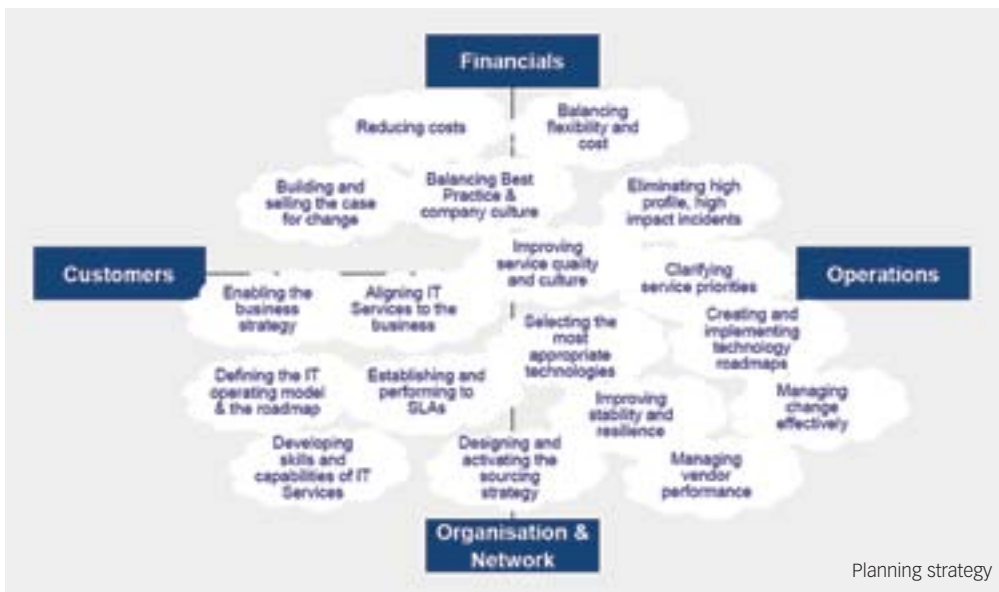 Financials
Reducing costs
Balancing
flexibility and
cost
Building and
selling the case
for change
Balancing Best
Practice &
company culture
Eliminating high
profile, high
impact incidents
Customers
Improving
service quality
and culture
Clarifying
service priorities
Operations
Enabling the
business
strategy
Aligning IT
Services to the
business
Selecting the
most
appropriate
technologies
Creating and
implementing
technology
roadmaps
Defining the IT
operating model
& the roadmap
Establishing and
performing to
SLAs
Improving
stability and
resilience
Managing
change
effectively
Developing
skills and
capabilities of IT
Services
Designing and
activating the
sourcing
strategy
Managing
vendor
performance
Organisation &
Network
Planning strategy